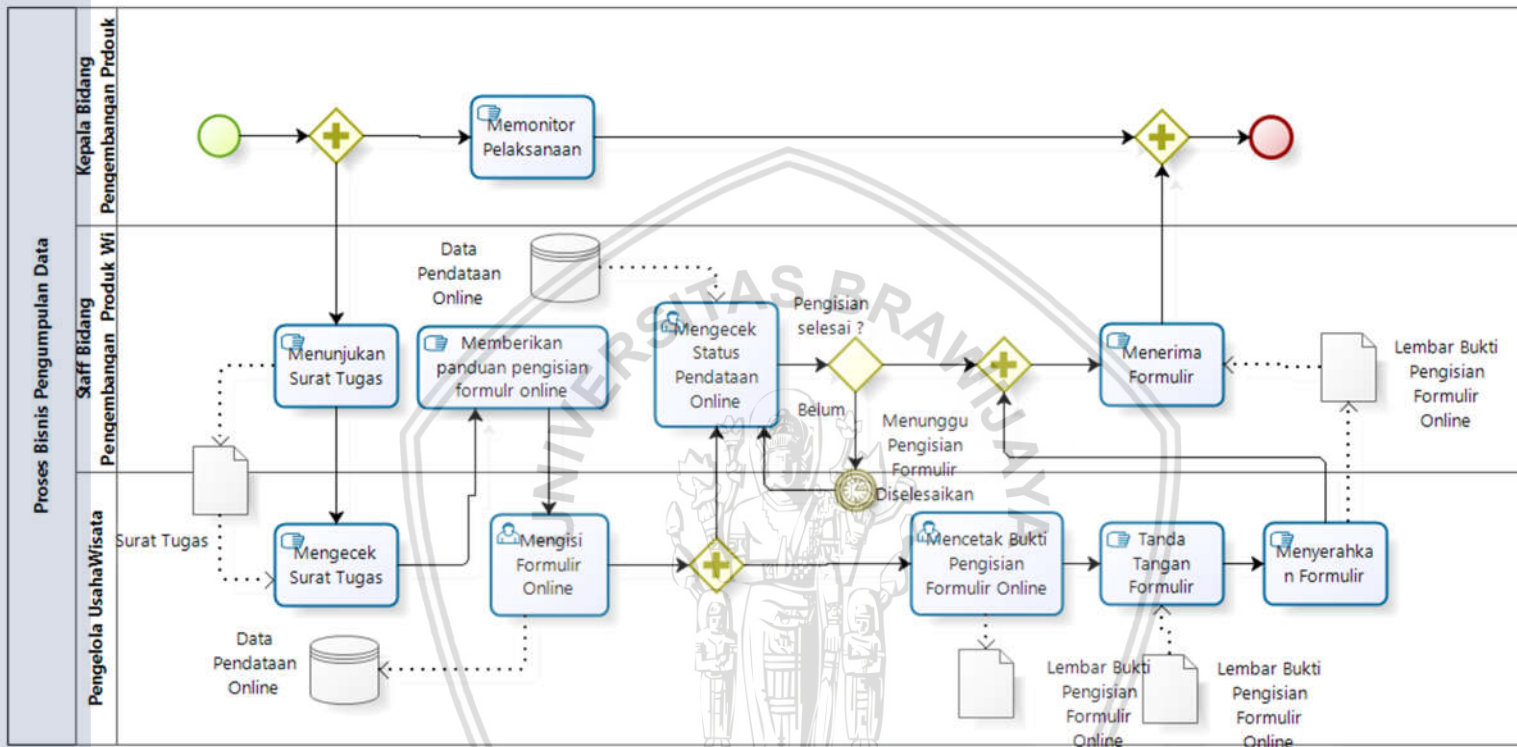 Proses Bisnis Pengumpulan Data
Kepala Bidang
Pengembangan Prdouk
Memonitor
Pelaksanaan
Staff Bidang
Pengembangan Produk Wi
Data
Pendataan
Online
Menunjukan
Surat Tugas
Memberikan
panduan pengisian
formulr online
Mengecek
Status
Pendataan
Online
Pengisian
selesai ?
Belum
Menunggu
Pengisian
Formulir
Diselesaikan
Menerima
Formulir
Lembar Bukti
Pengisian
Formulir
Online
Pengelola UsahaWisata
Surat Tugas
Mengecek
Surat Tugas
Mengisi
Formulir
Online
Data
Pendataan
Online
Mencetak Bukti
Pengisian
Formulir Online
Tanda
Tangan
Formulir
Menyerahka
n Formulir
Lembar Bukti
Pengisian
Formulir
Online
Lembar Bukti
Pengisian
Formulir
Online
UNIVERSITAS BRAWIJAYA